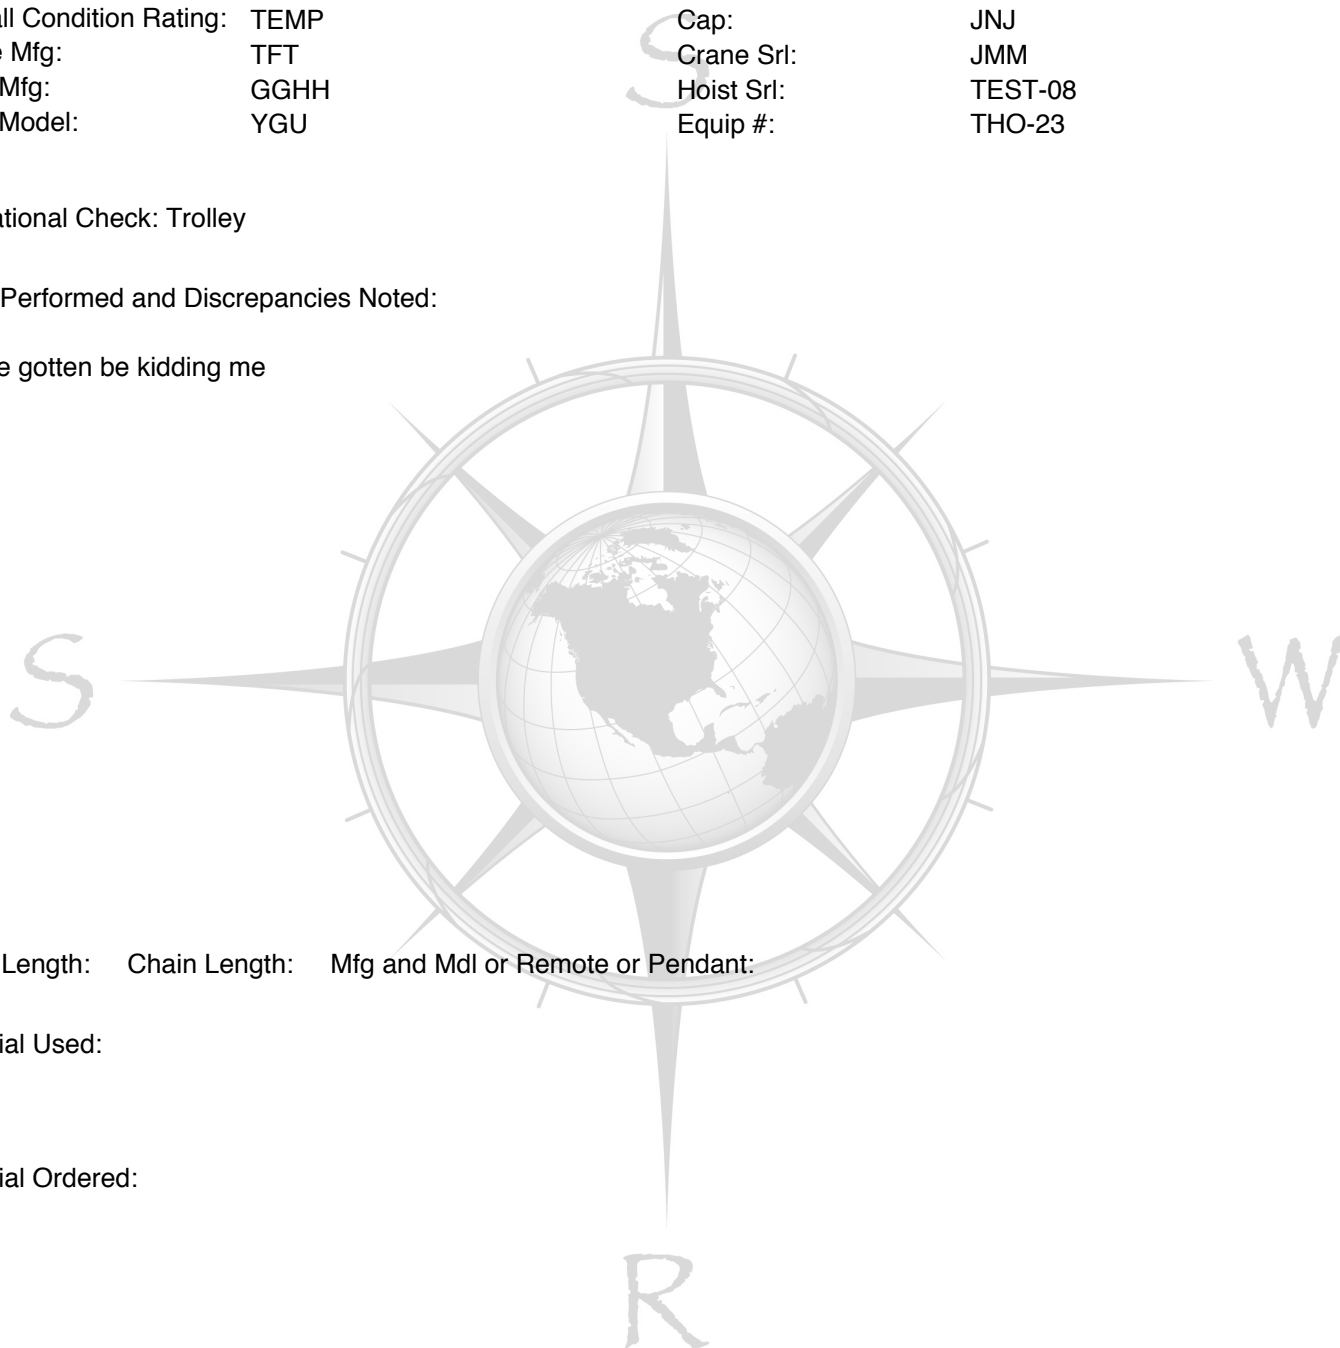 all Condition Rating: TEMP Cap: JNJ
e Mfg: TFT Crane Srl: JMM
Mfg: GGHH Hoist Srl: TEST-08
Model: YGU Equip #: THO-23
S
ational Check: Trolley
Performed and Discrepancies Noted:
e gotten be kidding me
S W
Length: Chain Length: Mfg and Mdl or Remote or Pendant:
ial Used:
ial Ordered:
R